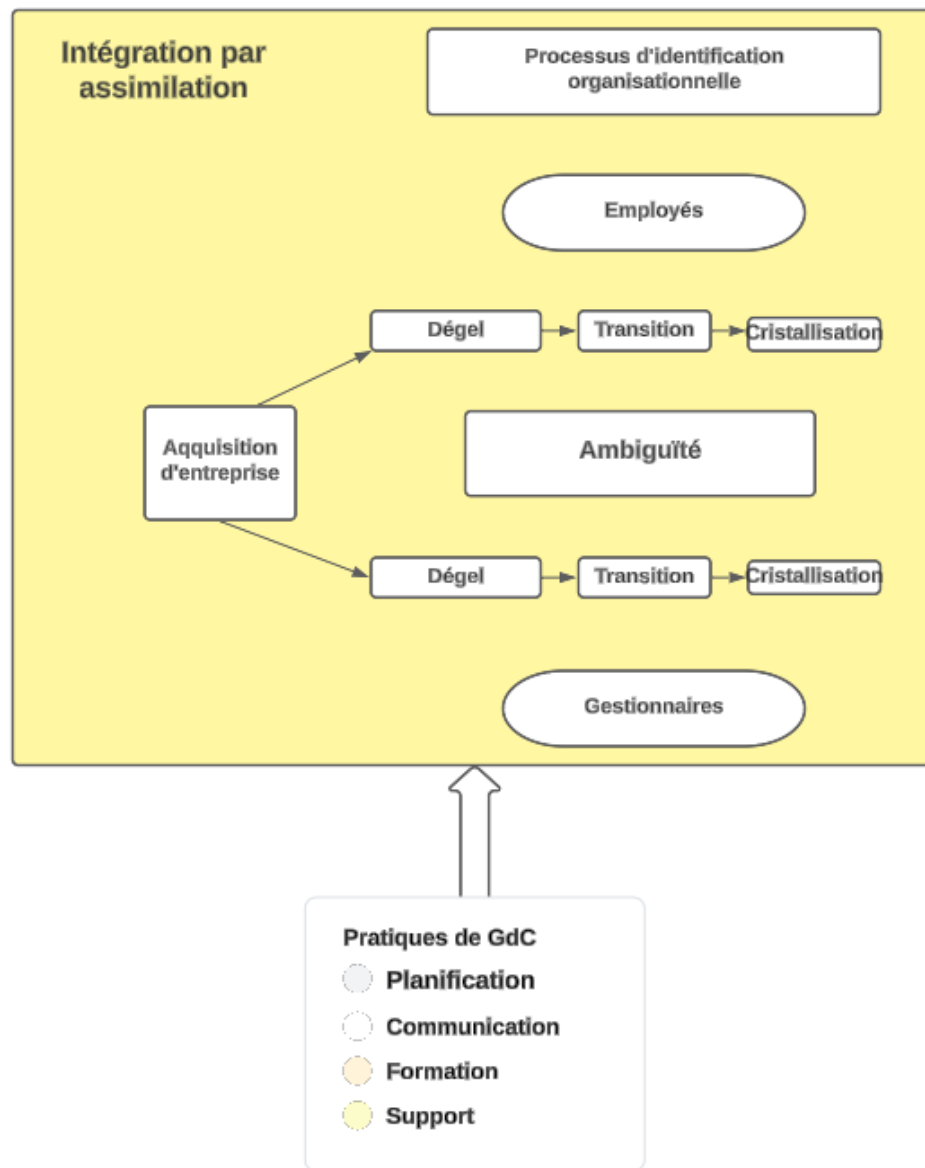 Intégration par
assimilation
Processus d'identification
organisationnelle
Employés
Dégel
Transition
Cristallisation
Aqquisition
d'entreprise
Ambiguïté
Dégel
Transition
Cristallisation
Gestionnaires
Pratiques de GdC
Planification
Communication
Formation
Support